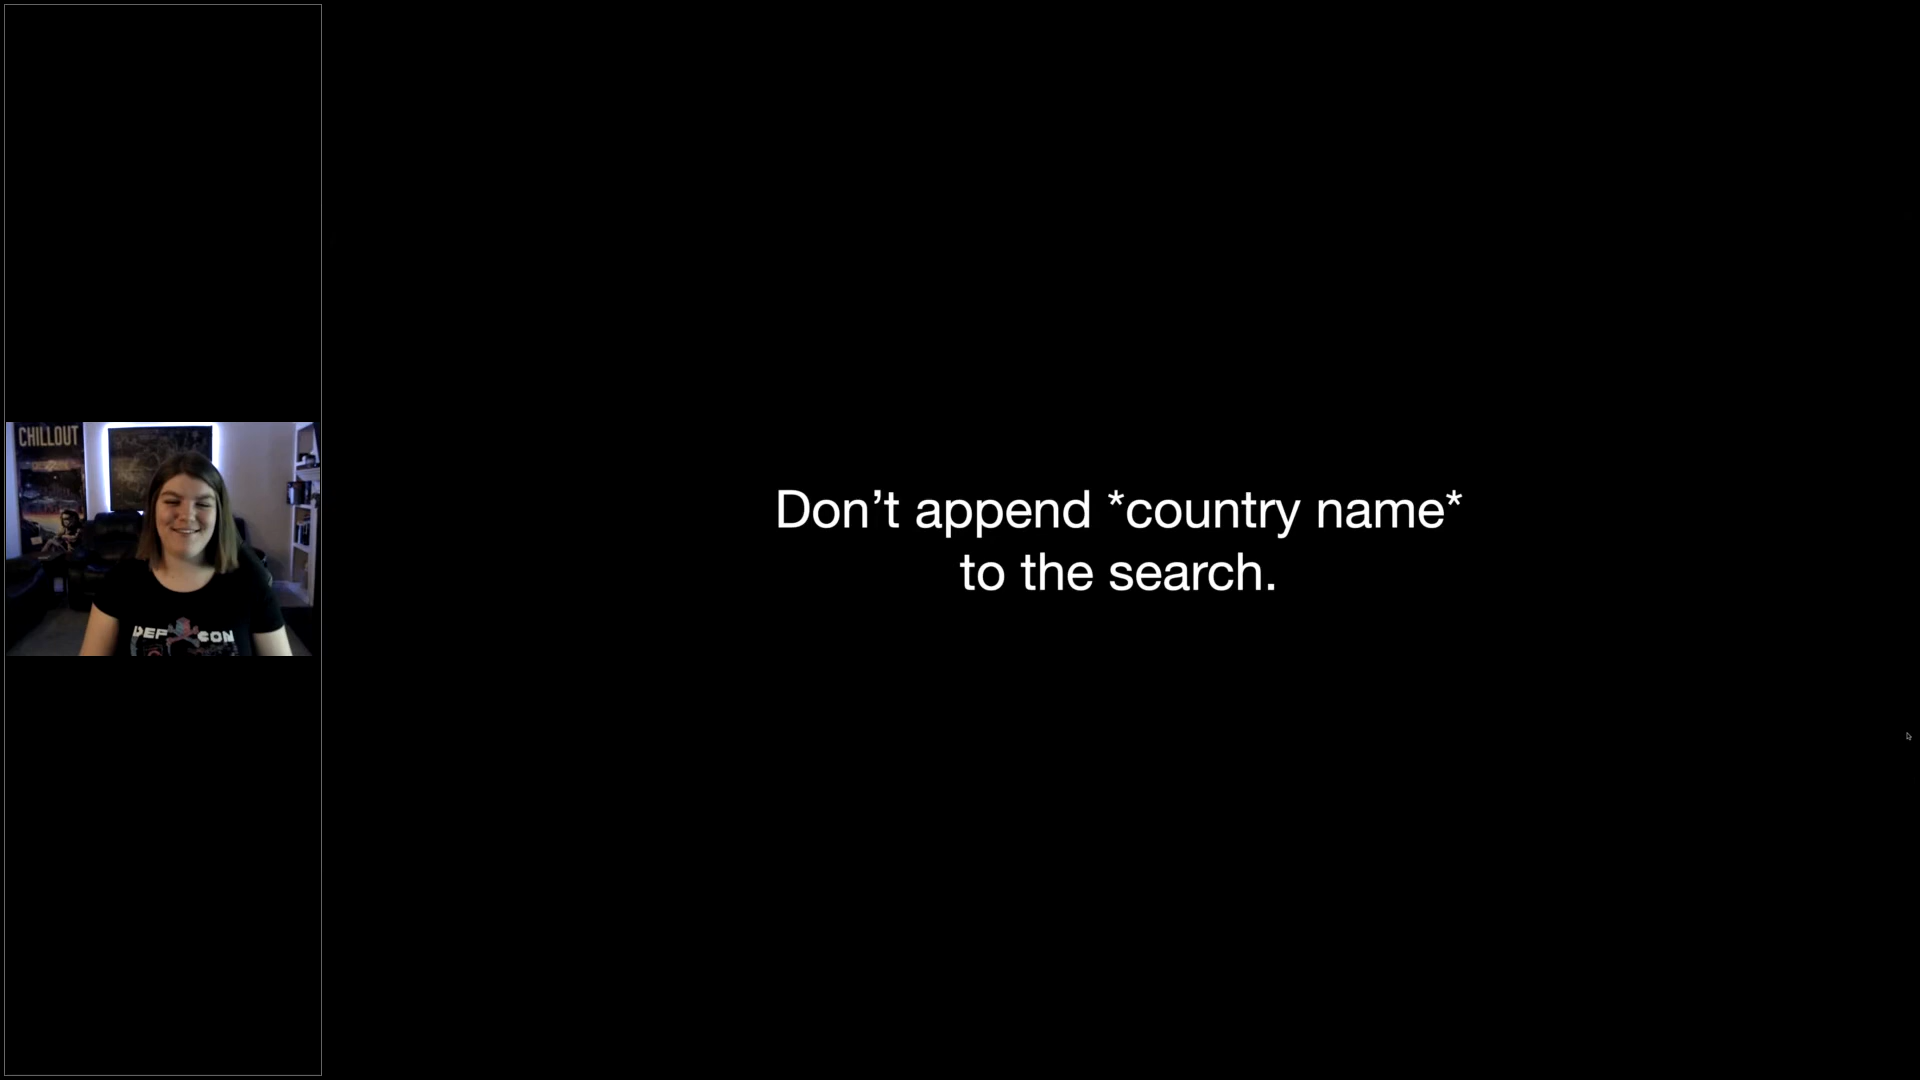 CHILLOUT
DEF CON
Don’t append *country name*
to the search.